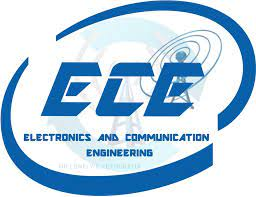 ECE
ELECTRONICS AND COMMUNICATION
ENGINEERING